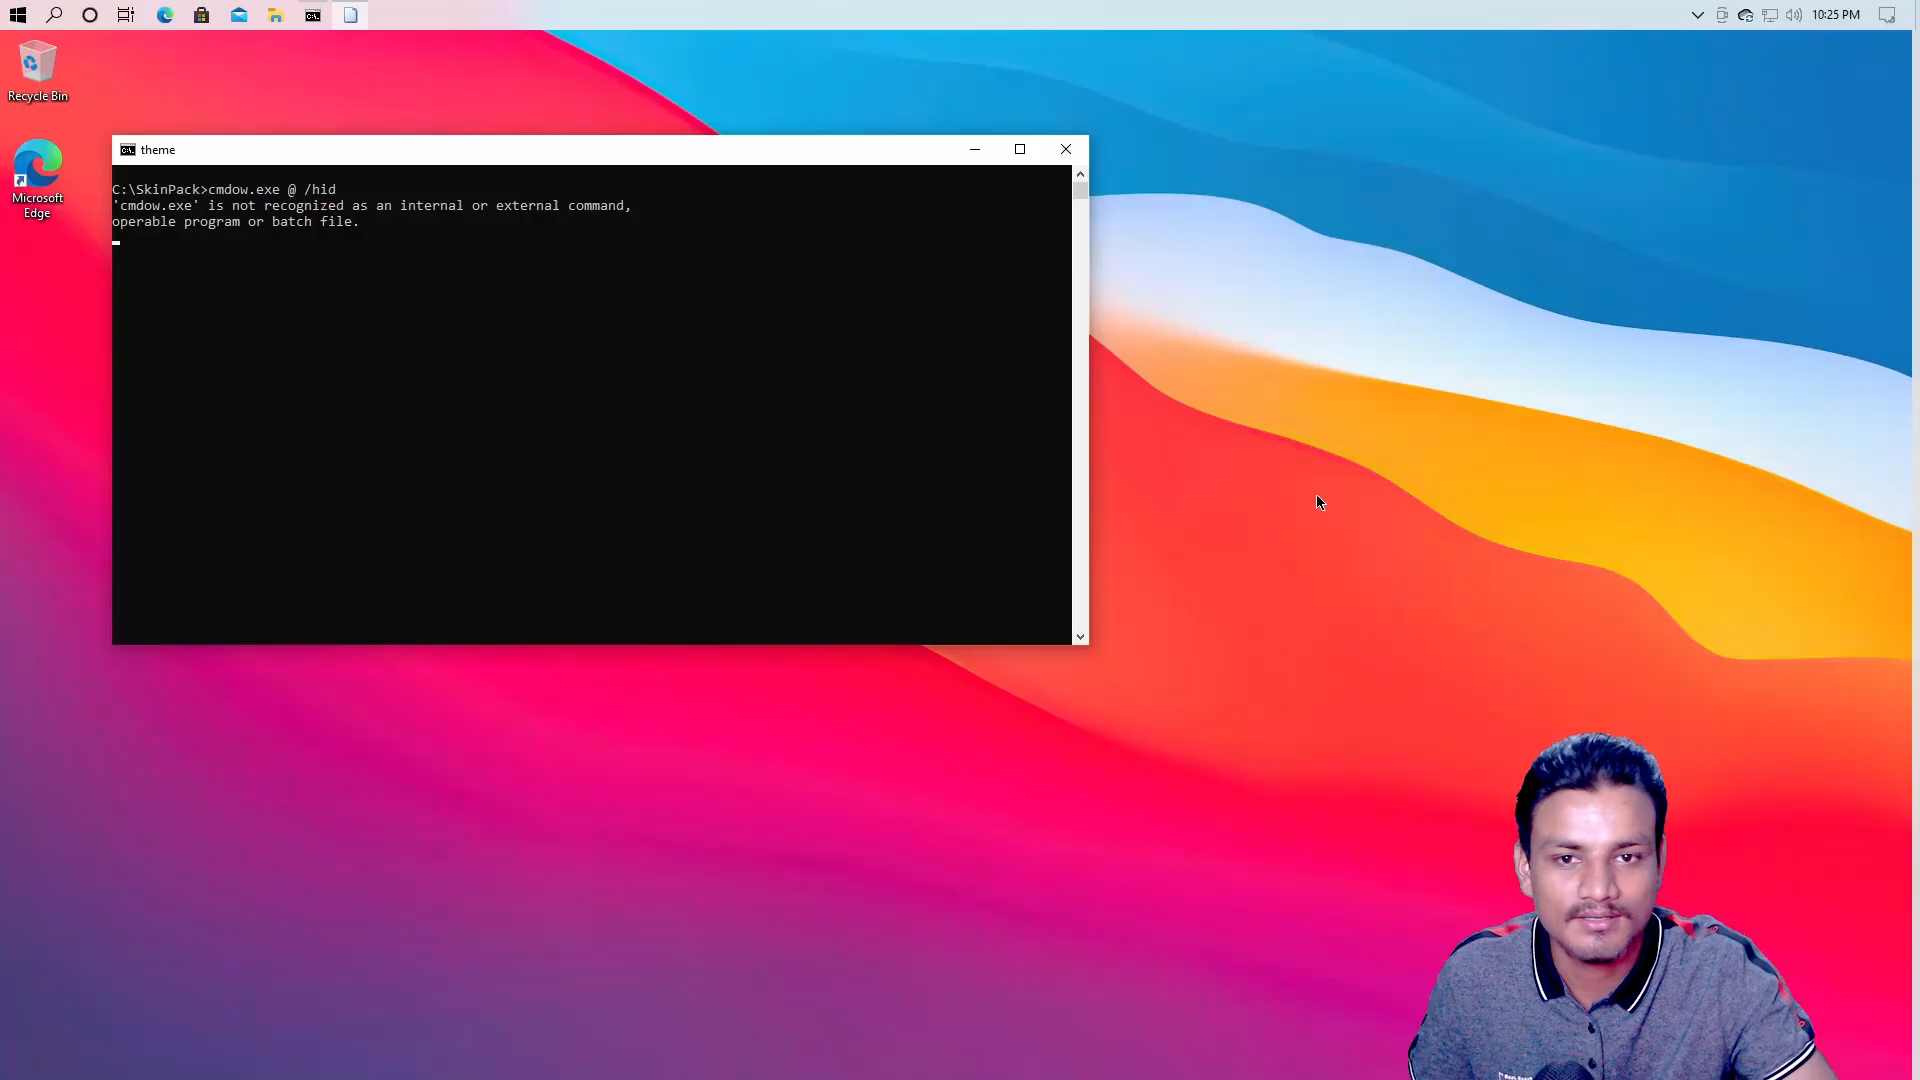 10:25 PM
Recycle Bin
Microsoft
Edge
theme
C:\SkinPack>cmdow.exe @ /hid
'cmdow.exe' is not recognized as an internal or external command,
operable program or batch file.